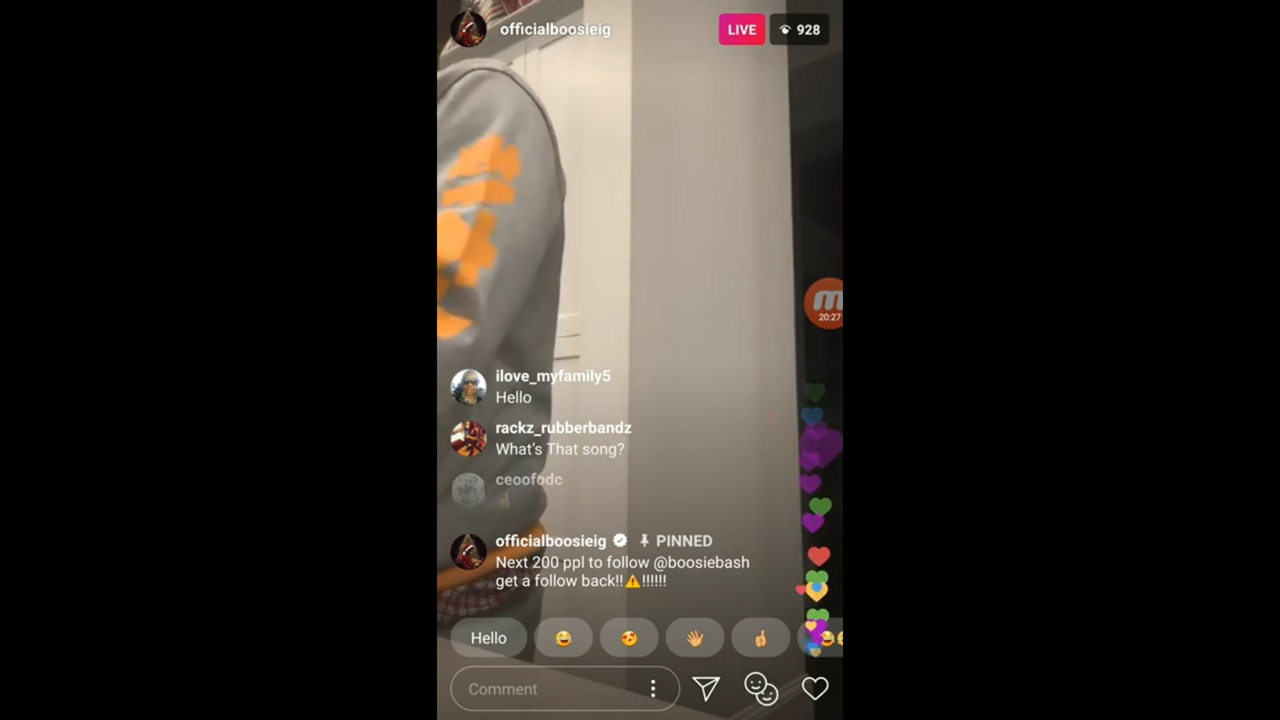 officialboosieig
LIVE 928
20:27
ilove_myfamily5
Hello
rackz_rubberbandz
What's That song?
ceoofodc
officialboosieig PINNED
Next 200 ppl to follow @boosiebash
get a follow back!!⚠️!!!!!!
Hello
Comment